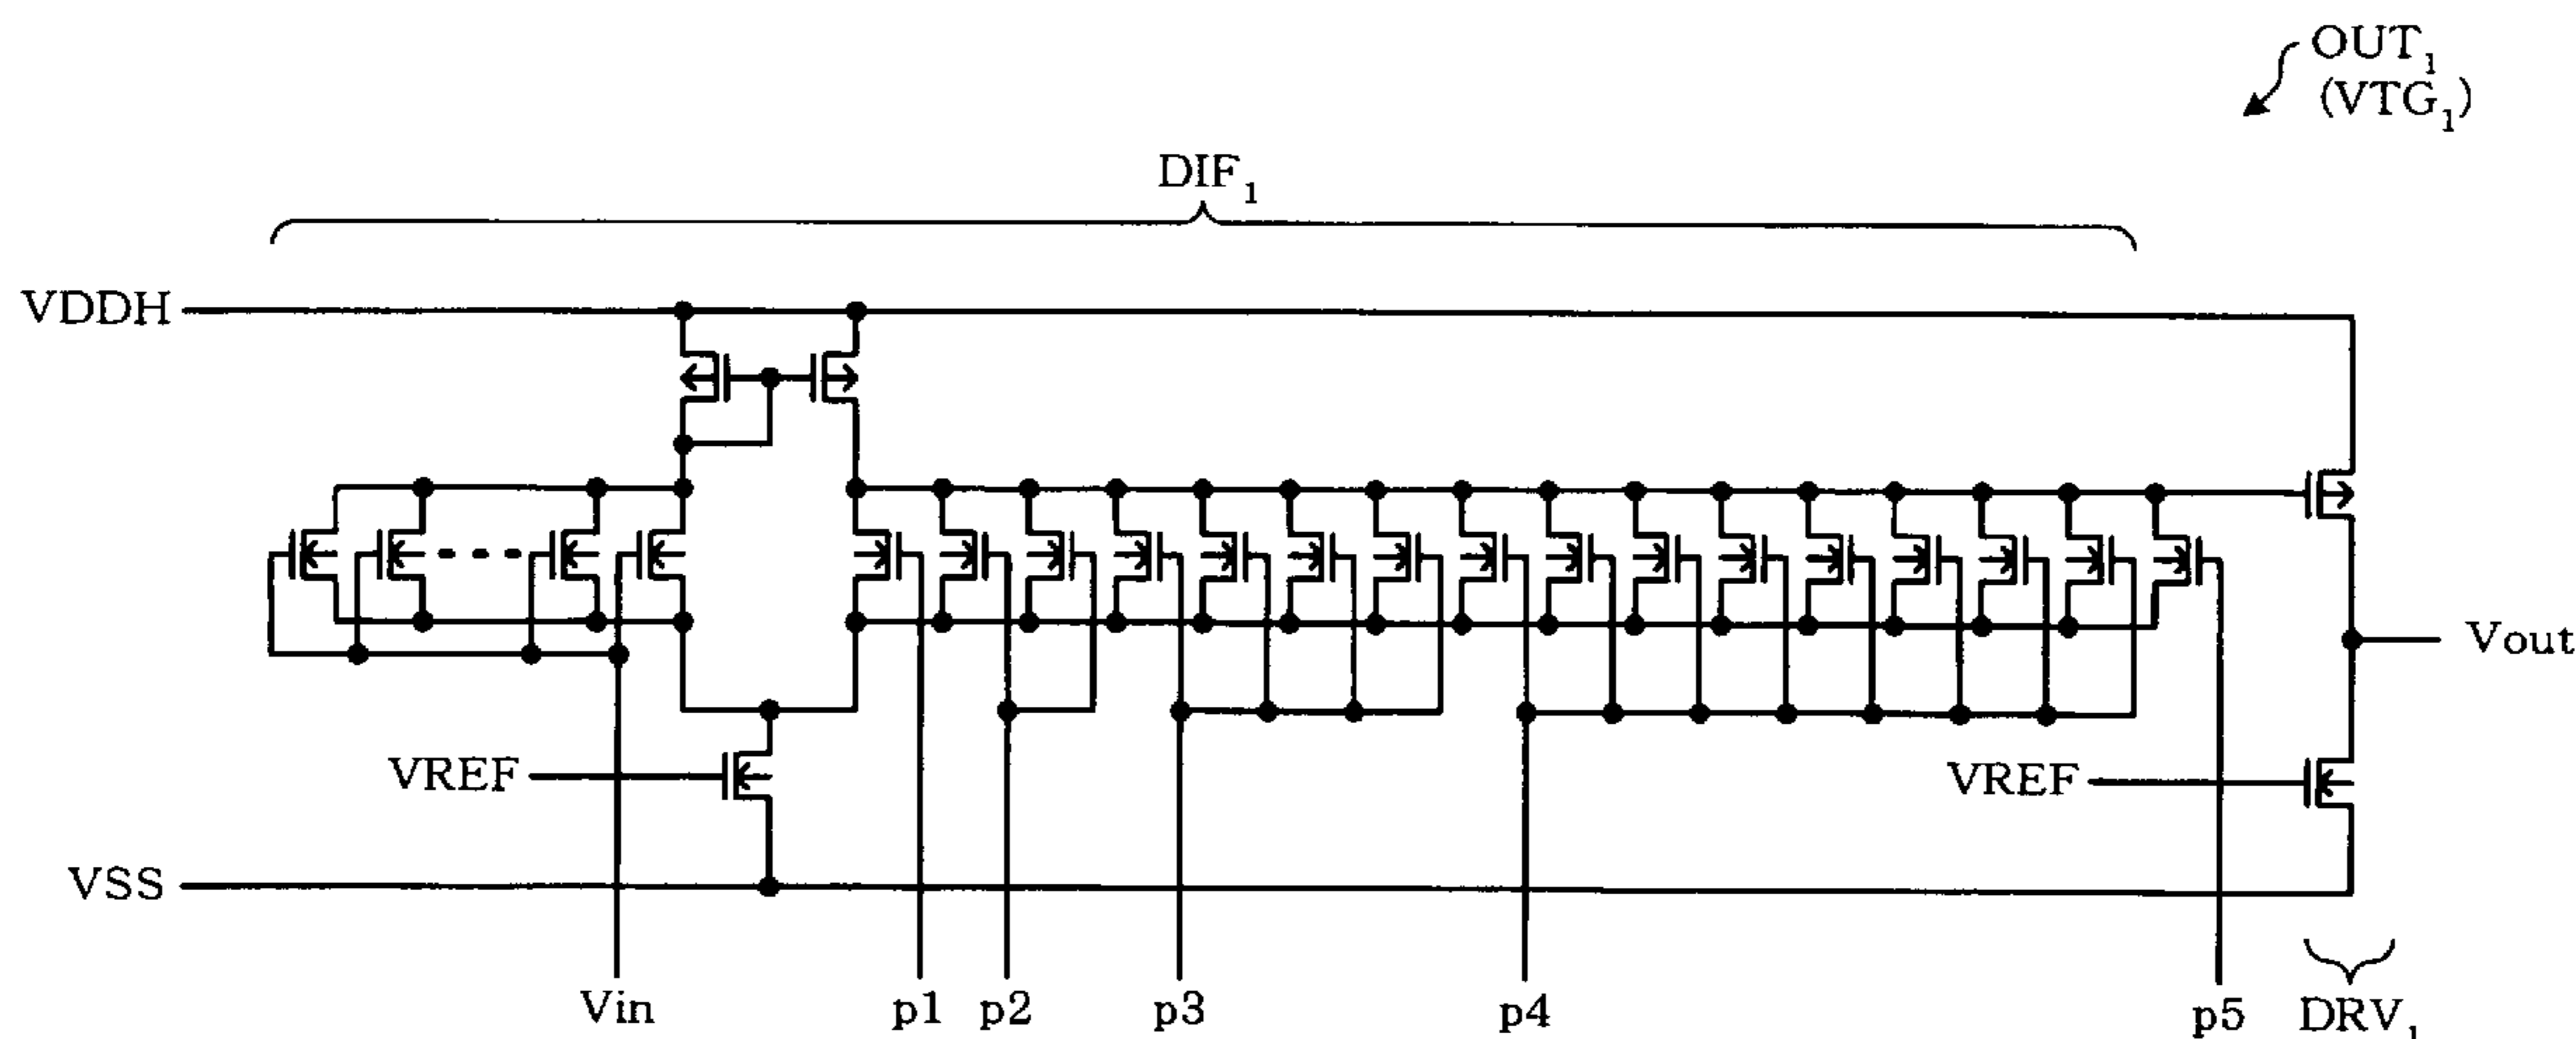 OUT1
(VTG1)
DIF1
VDDH
Vout
VREF
VREF
VSS
Vin
p1
p2
p3
p4
p5
DRV1